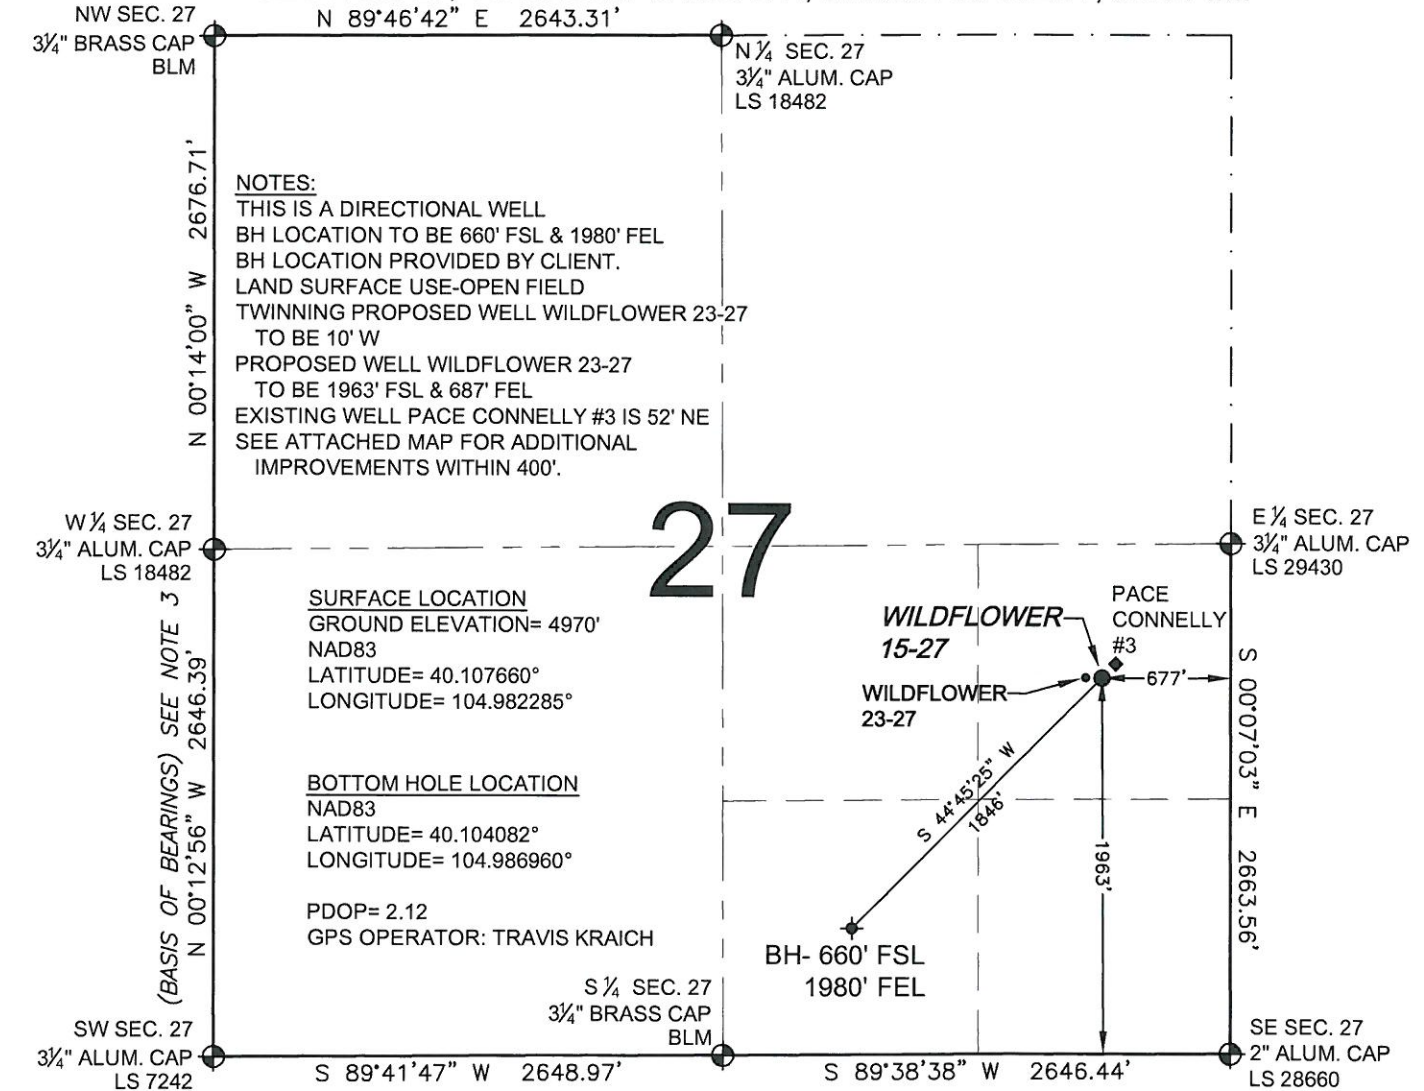 NW SEC. 27
3¼" BRASS CAP
BLM
N 89°46'42" E 2643.31'
N ¼ SEC. 27
3¼" ALUM. CAP
LS 18482
N 00°14'00" W 2676.71'
NOTES:
THIS IS A DIRECTIONAL WELL
BH LOCATION TO BE 660' FSL & 1980' FEL
BH LOCATION PROVIDED BY CLIENT.
LAND SURFACE USE-OPEN FIELD
TWINNING PROPOSED WELL WILDFLOWER 23-27
TO BE 10' W
PROPOSED WELL WILDFLOWER 23-27
TO BE 1963' FSL & 687' FEL
EXISTING WELL PACE CONNELLY #3 IS 52' NE
SEE ATTACHED MAP FOR ADDITIONAL
IMPROVEMENTS WITHIN 400'.
27
W ¼ SEC. 27
3¼" ALUM. CAP
LS 18482
E ¼ SEC. 27
3¼" ALUM. CAP
LS 29430
(BASIS OF BEARINGS) SEE NOTE 3
N 00°12'56" W 2646.39'
SURFACE LOCATION
GROUND ELEVATION= 4970'
NAD83
LATITUDE= 40.107660°
LONGITUDE= 104.982285°
BOTTOM HOLE LOCATION
NAD83
LATITUDE= 40.104082°
LONGITUDE= 104.986960°
PDOP= 2.12
GPS OPERATOR: TRAVIS KRAICH
PACE
CONNELLY
#3
WILDFLOWER
15-27
WILDFLOWER
23-27
677'
S 00°07'03" E 2663.56'
S 44°45'25" W
1846'
1963'
BH- 660' FSL
1980' FEL
S ¼ SEC. 27
3¼" BRASS CAP
BLM
SW SEC. 27
3¼" ALUM. CAP
LS 7242
S 89°41'47" W 2648.97'
S 89°38'38" W 2646.44'
SE SEC. 27
2" ALUM. CAP
LS 28660